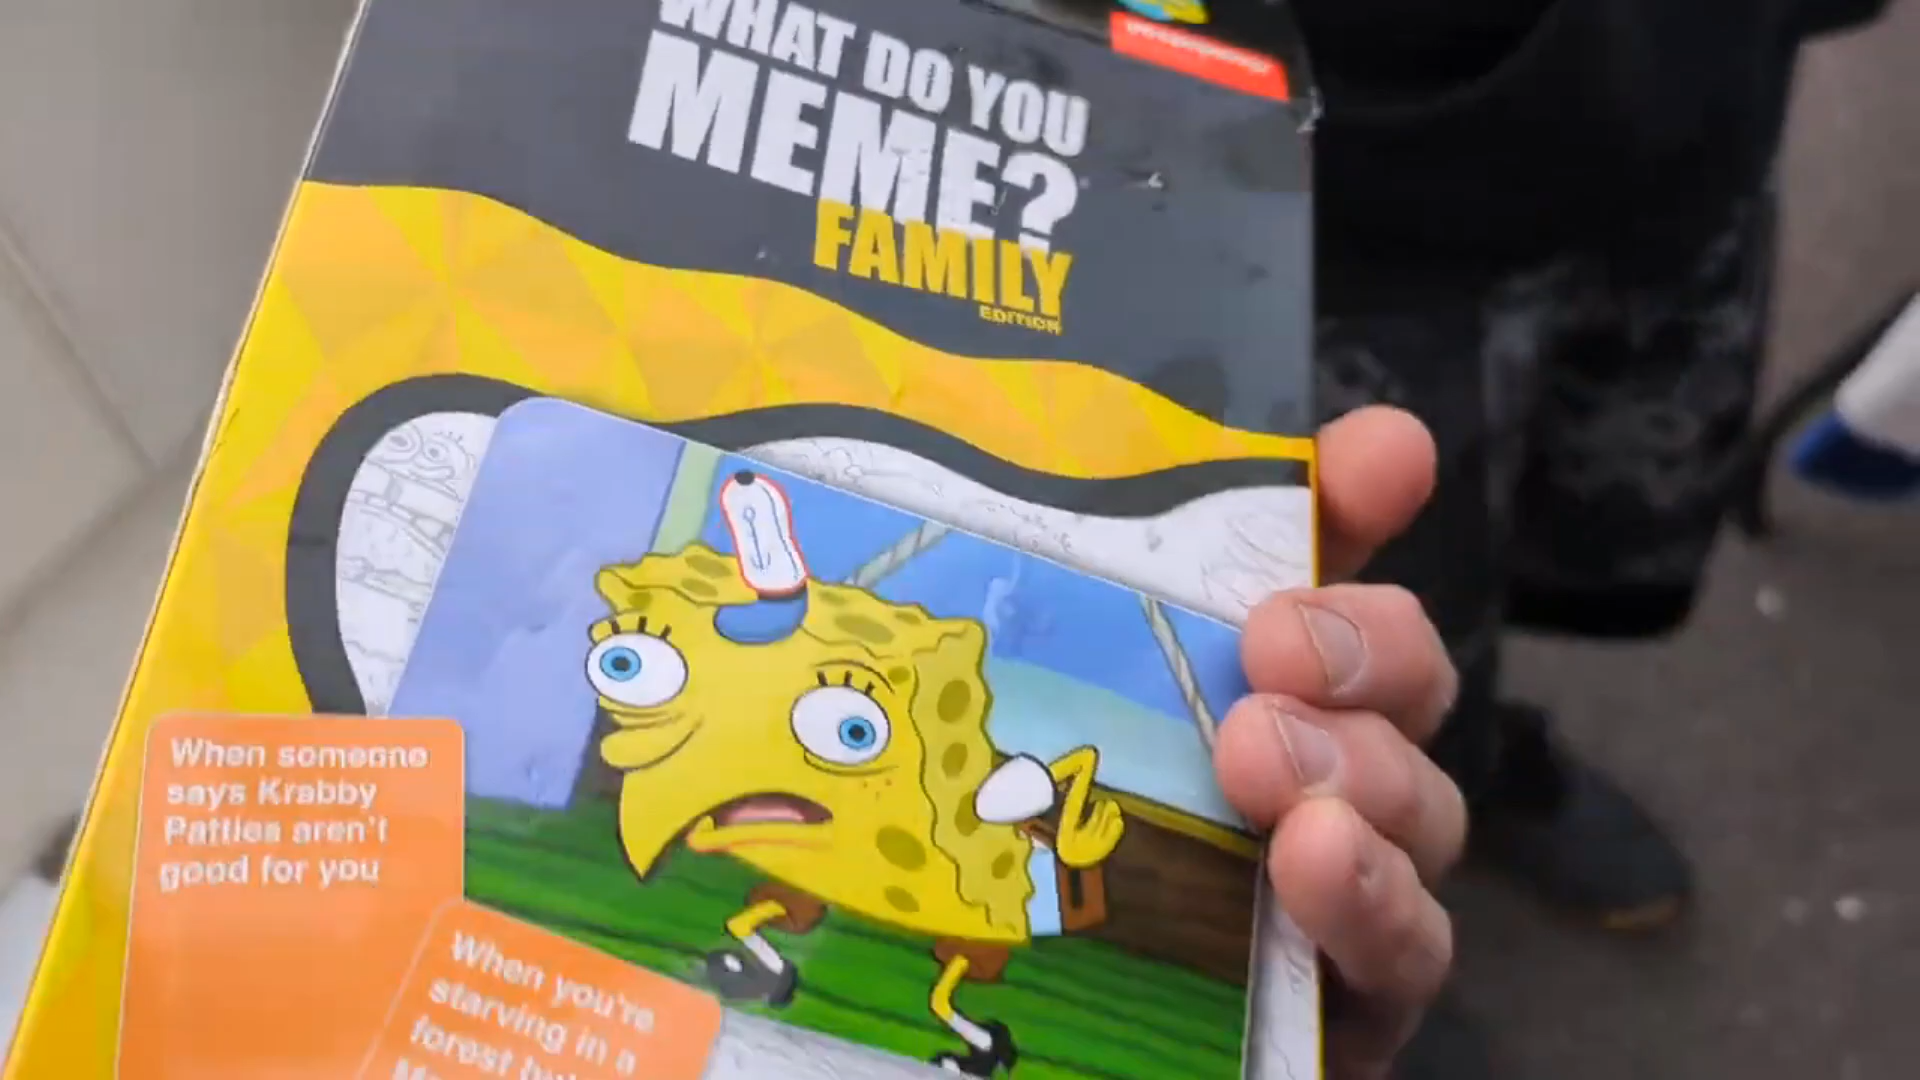 WHAT DO YOU
MEME?
FAMILY
EDITION
When someone
says Krabby
Patties aren't
good for you
When you're
starving in a
forest